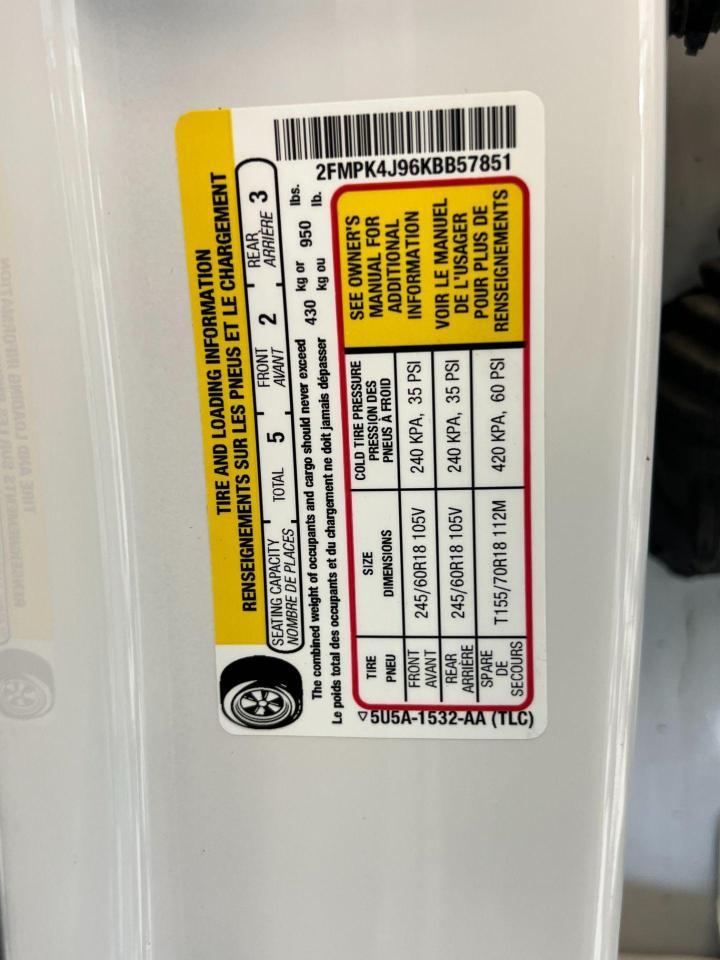 2FMPK4J96KBB57851
TIRE AND LOADING INFORMATION
RENSEIGNEMENTS SUR LES PNEUS ET LE CHARGEMENT
SEATING CAPACITY TOTAL 5 FRONT 2 REAR 3
NOMBRE DE PLACES AVANT ARRIÈRE
The combined weight of occupants and cargo should never exceed 430 kg or 950 lbs.
Le poids total des occupants et du chargement ne doit jamais dépasser kg ou lb.
TIRE SIZE COLD TIRE PRESSURE
PNEU DIMENSIONS PRESSION DES
PNEUS À FROID
FRONT 245/60R18 105V 240 KPA, 35 PSI
AVANT
REAR 245/60R18 105V 240 KPA, 35 PSI
ARRIÈRE
SPARE T155/70R18 112M 420 KPA, 60 PSI
DE
SECOURS
SEE OWNER'S
MANUAL FOR
ADDITIONAL
INFORMATION
VOIR LE MANUEL
DE L'USAGER
POUR PLUS DE
RENSEIGNEMENTS
5U5A-1532-AA (TLC)